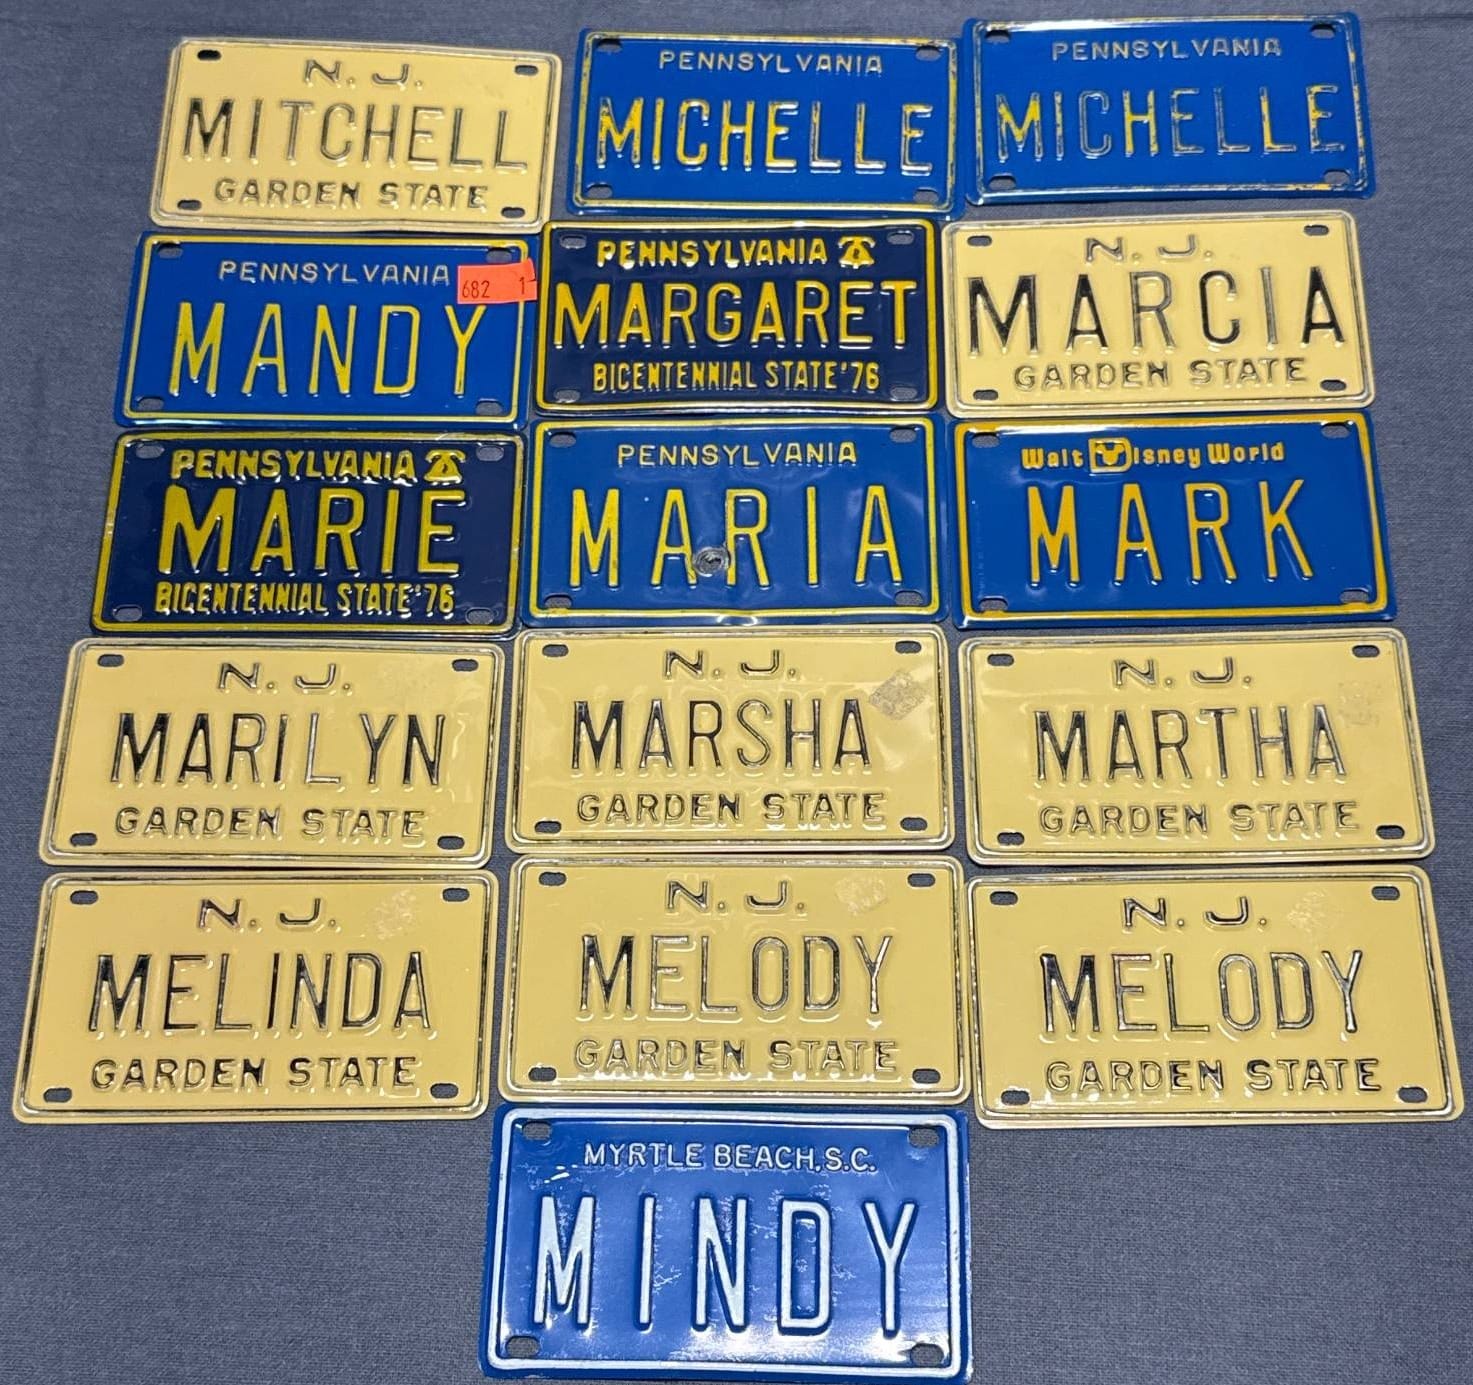 N. J.
MITCHELL
GARDEN STATE
PENNSYLVANIA
MICHELLE
PENNSYLVANIA
MICHELLE
PENNSYLVANIA
682 1-
MANDY
PENNSYLVANIA
MARGARET
BICENTENNIAL STATE '76
N. J.
MARCIA
GARDEN STATE
PENNSYLVANIA
MARIE
BICENTENNIAL STATE '76
PENNSYLVANIA
MARIA
Walt Disney World
MARK
N. J.
MARILYN
GARDEN STATE
N. J.
MARSHA
GARDEN STATE
N. J.
MARTHA
GARDEN STATE
N. J.
MELINDA
GARDEN STATE
N. J.
MELODY
GARDEN STATE
N. J.
MELODY
GARDEN STATE
MYRTLE BEACH, S.C.
MINDY